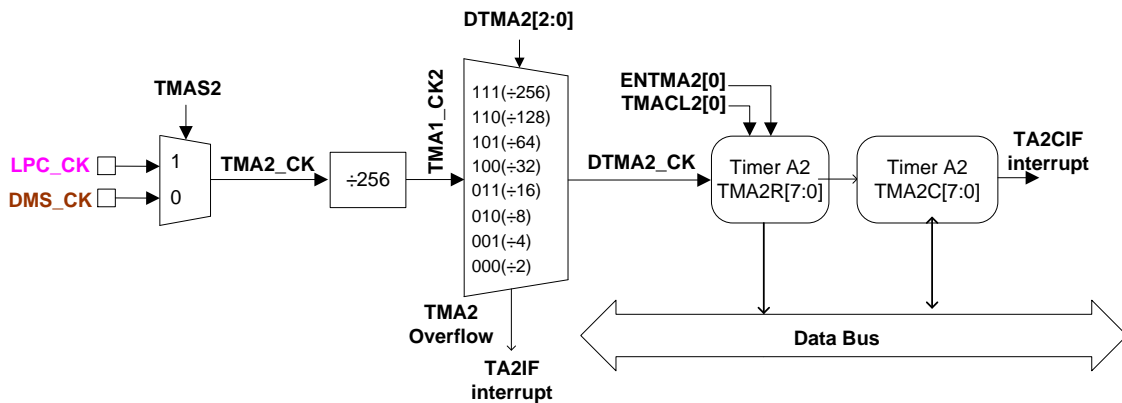 DTMA2[2:0]
TMAS2
LPC_CK
DMS_CK
1
0
TMA2_CK
÷256
TMA1_CK2
111(÷256)
110(÷128)
101(÷64)
100(÷32)
011(÷16)
010(÷8)
001(÷4)
000(÷2)
TMA2
Overflow
TA2IF
interrupt
DTMA2_CK
ENTMA2[0]
TMACL2[0]
Timer A2
TMA2R[7:0]
Timer A2
TMA2C[7:0]
TA2CIF
interrupt
Data Bus